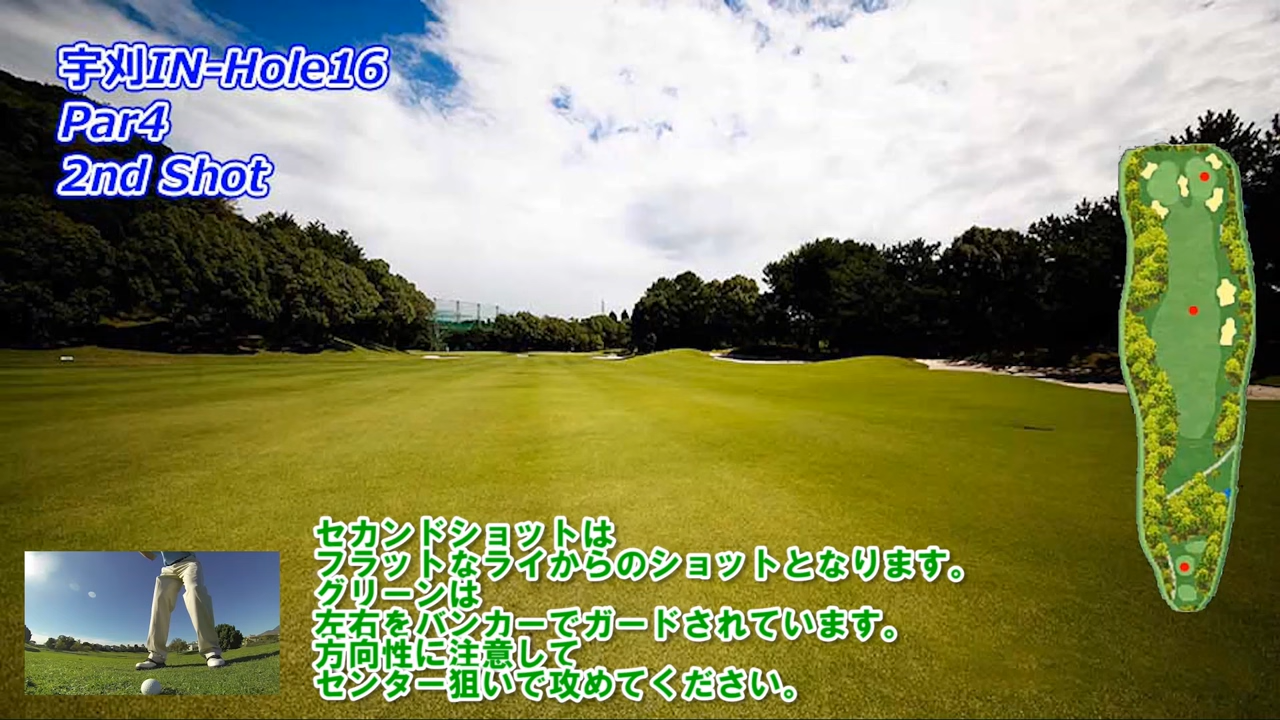 宇刈IN-Hole16
Par4
2nd Shot
セカンドショットは
フラットなライからのショットとなります。
グリーンは
左右をバンカーでガードされています。
方向性に注意して
センター狙いで攻めてください。